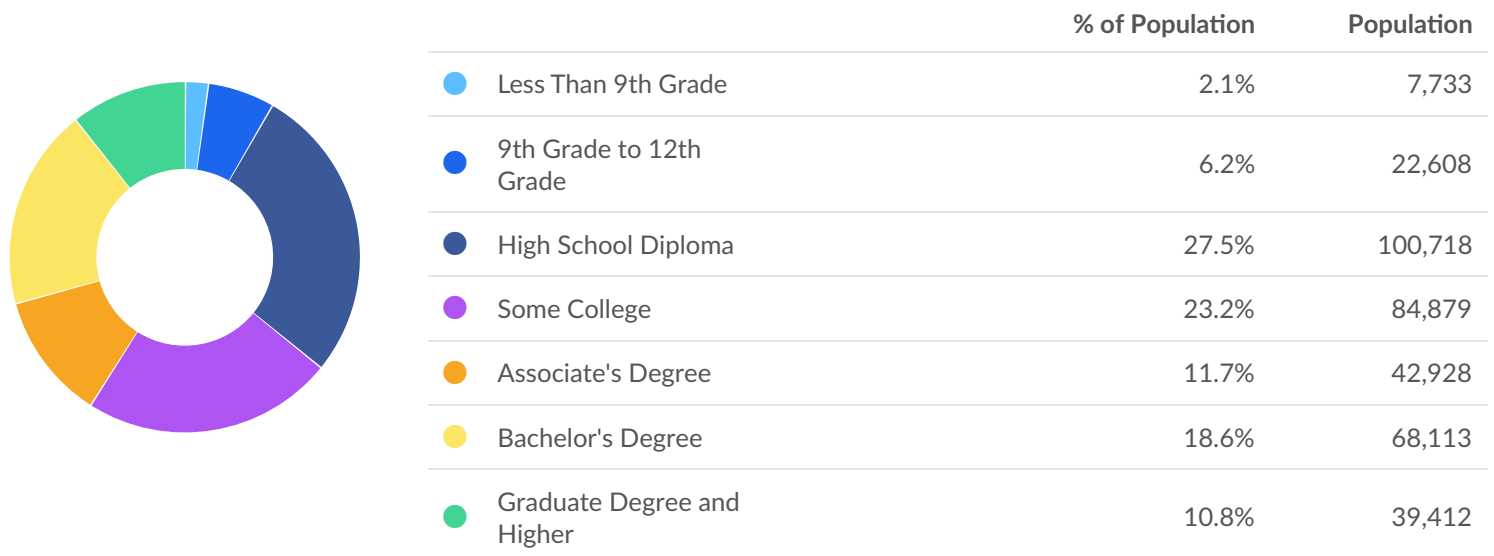 % of Population Population
Less Than 9th Grade 2.1% 7,733
9th Grade to 12th
Grade 6.2% 22,608
High School Diploma 27.5% 100,718
Some College 23.2% 84,879
Associate's Degree 11.7% 42,928
Bachelor's Degree 18.6% 68,113
Graduate Degree and
Higher 10.8% 39,412